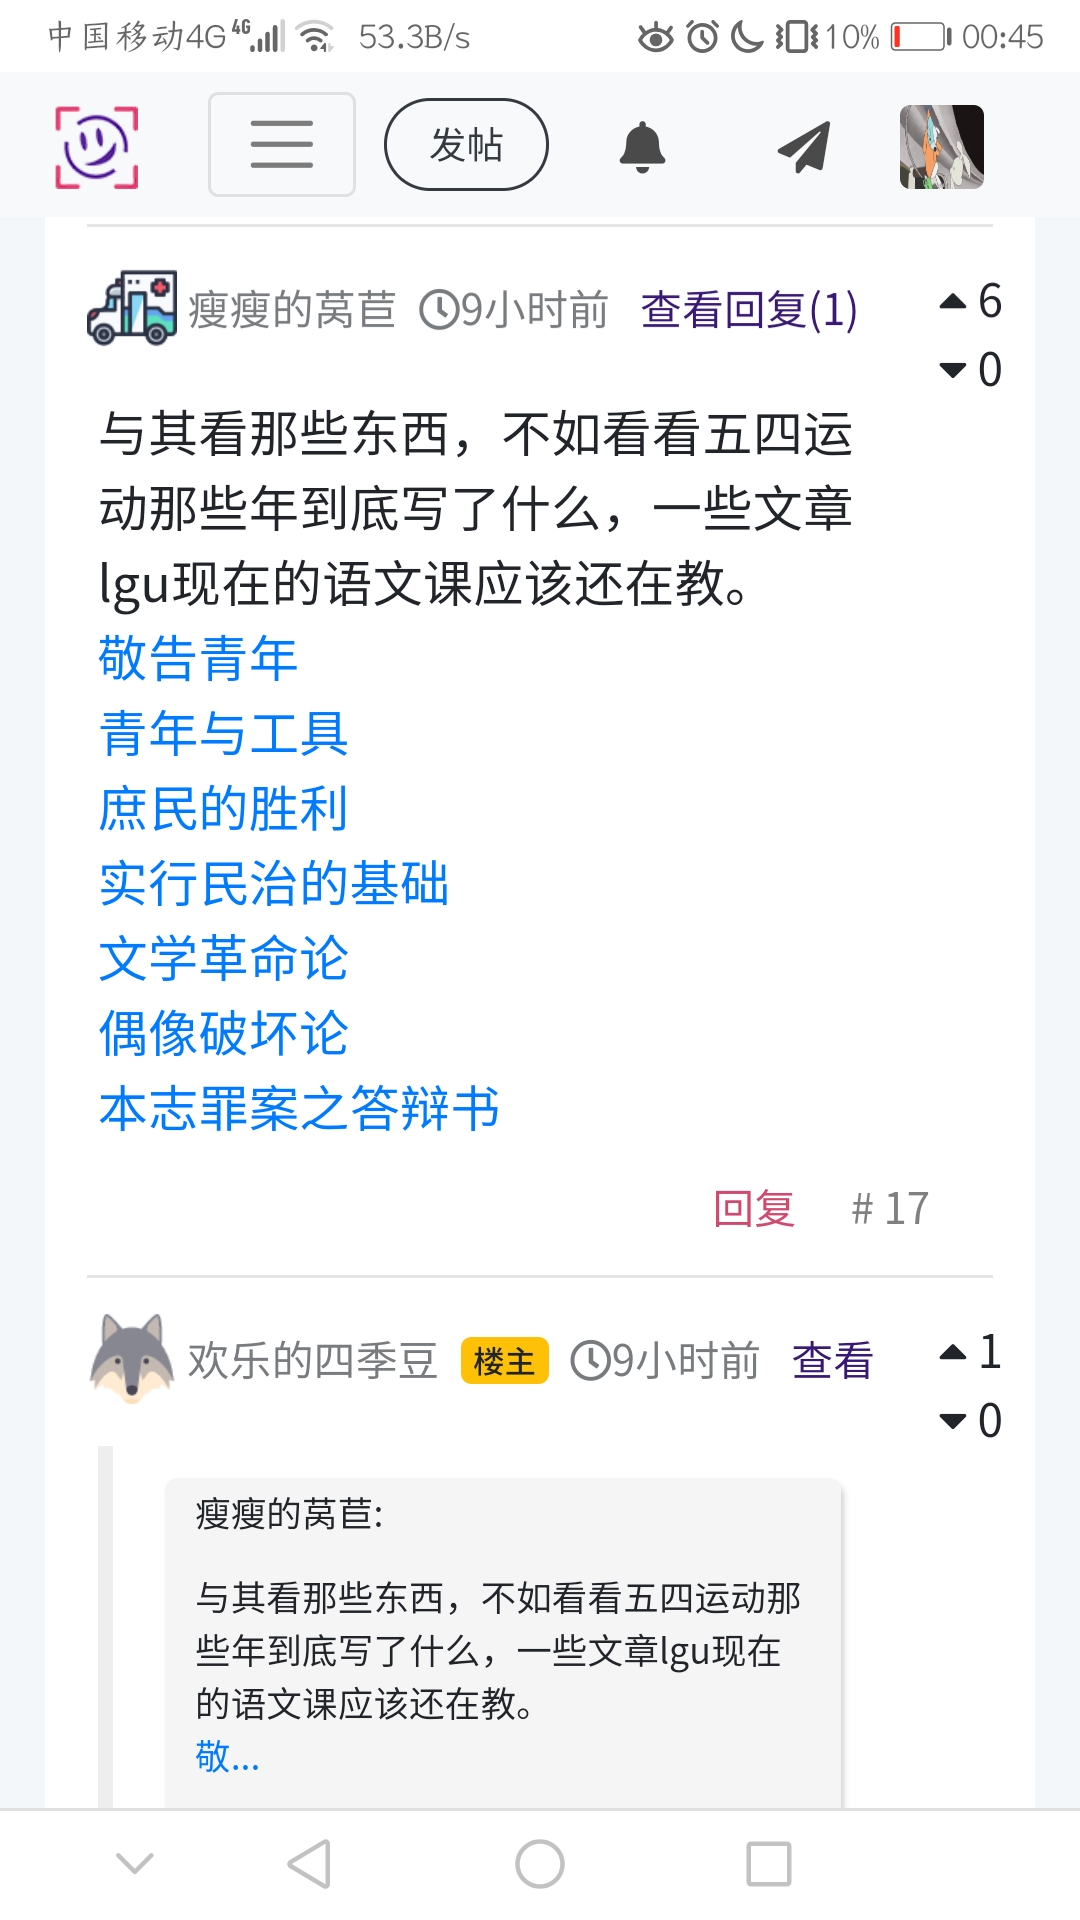 中国移动4G 4G 53.3B/s 10% 00:45
发帖
瘦瘦的莴苣 9小时前 查看回复(1) 6
0
与其看那些东西，不如看看五四运
动那些年到底写了什么，一些文章
lgu现在的语文课应该还在教。
敬告青年
青年与工具
庶民的胜利
实行民治的基础
文学革命论
偶像破坏论
本志罪案之答辩书
回复 # 17
欢乐的四季豆 楼主 9小时前 查看 1
0
瘦瘦的莴苣:
与其看那些东西，不如看看五四运动那
些年到底写了什么，一些文章lgu现在
的语文课应该还在教。
敬...